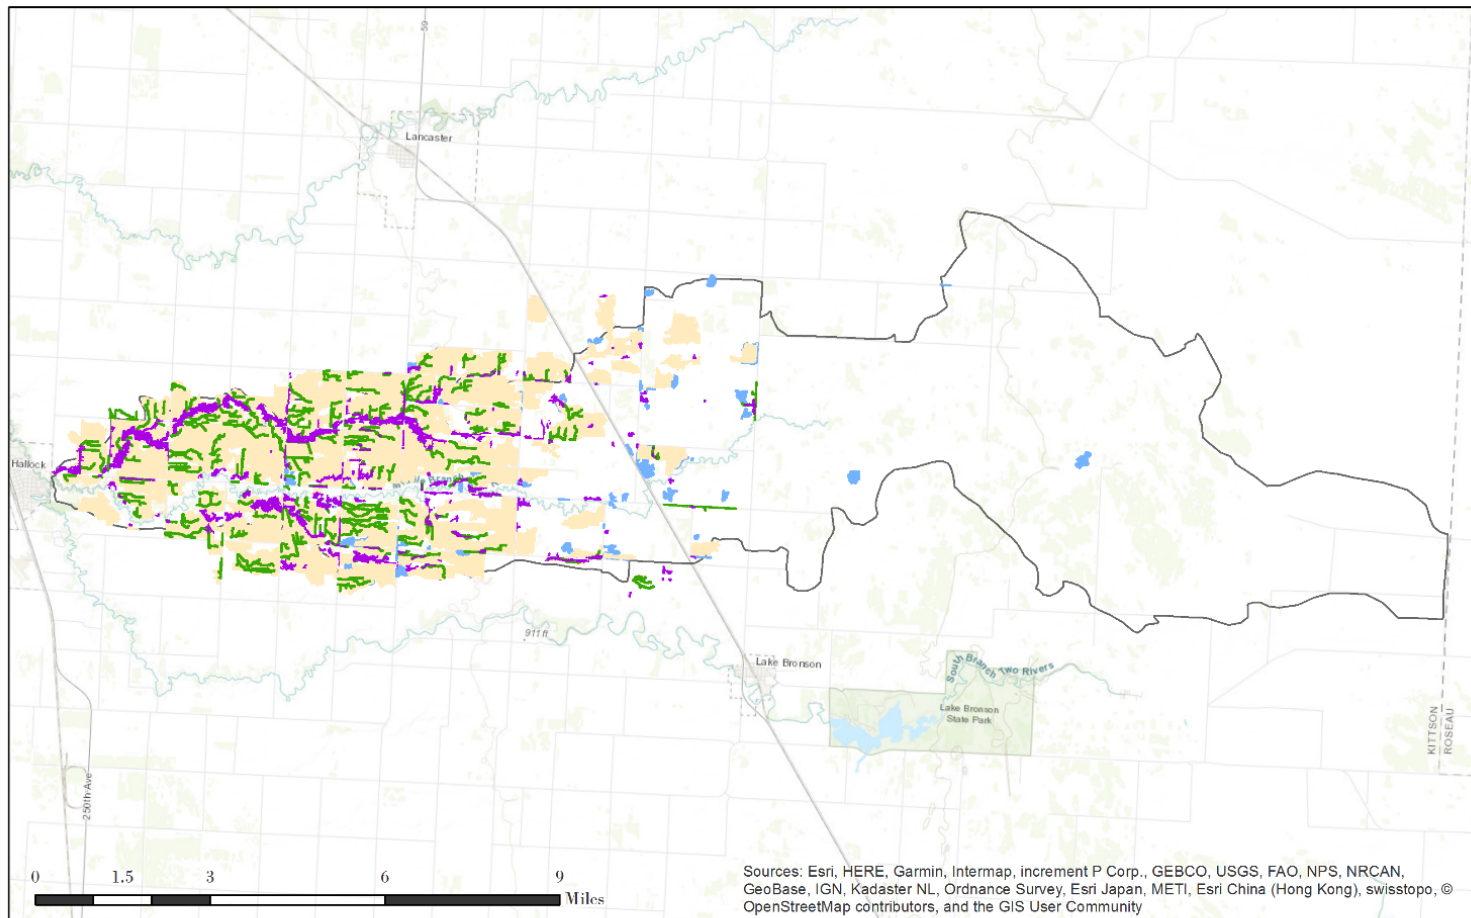 59
Lancaster
Hallock
Middle Branch
911 ft
Lake Bronson
South Branch Two Rivers
Lake Bronson
State Park
KITTSON
ROSEAU
250th Ave
0 1.5 3 6 9
Miles
Sources: Esri, HERE, Garmin, Intermap, increment P Corp., GEBCO, USGS, FAO, NPS, NRCAN,
GeoBase, IGN, Kadaster NL, Ordnance Survey, Esri Japan, METI, Esri China (Hong Kong), swisstopo, ©
OpenStreetMap contributors, and the GIS User Community